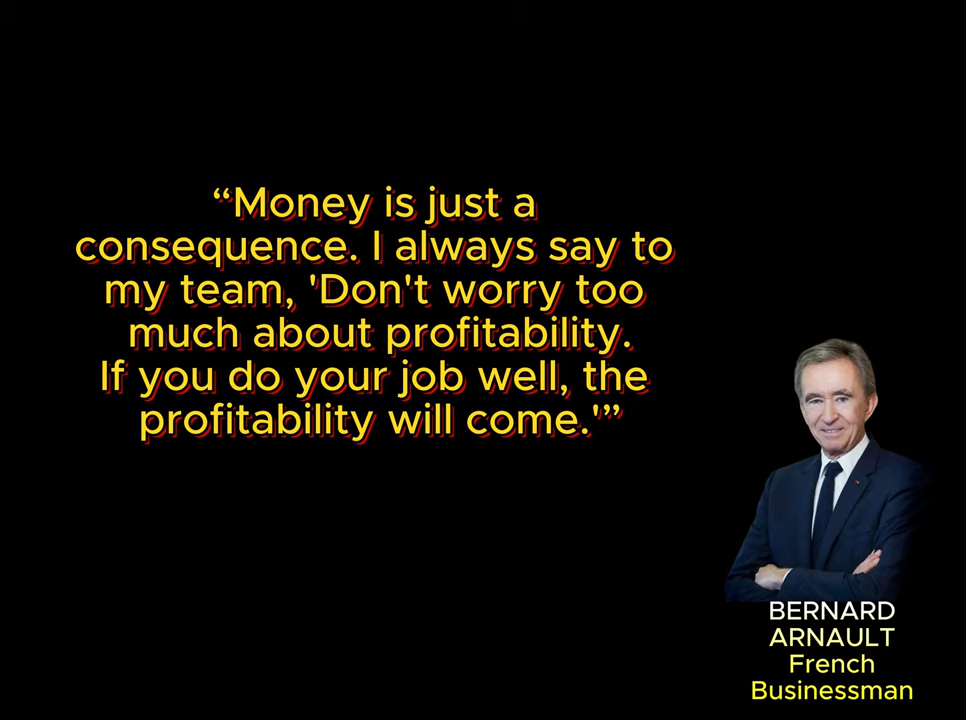 “Money is just a
consequence. I always say to
my team, 'Don't worry too
much about profitability.
If you do your job well, the
profitability will come.'”
BERNARD
ARNAULT
French
Businessman